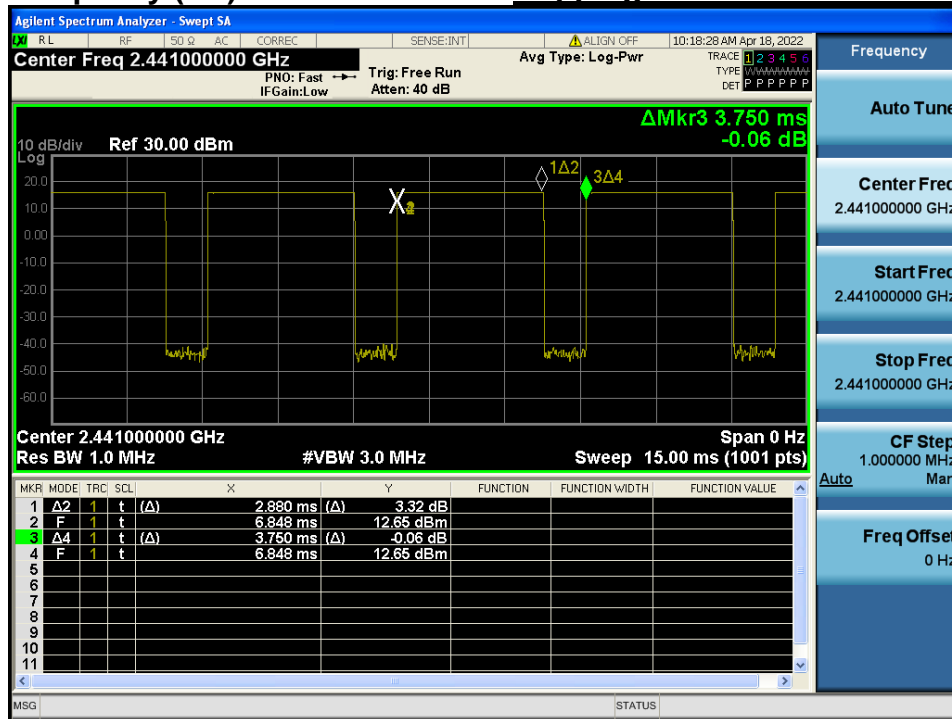 Agilent Spectrum Analyzer - Swept SA
LXI RL RF 50 Ω AC CORREC SENSE:INT ALIGN OFF 10:18:28 AM Apr 18, 2022
Center Freq 2.441000000 GHz
PNO: Fast
IFGain:Low
Trig: Free Run
Atten: 40 dB
Avg Type: Log-Pwr
TRACE 1 2 3 4 5 6
TYPE WWWWWW
DET P P P P P P
Frequency
Auto Tune
ΔMkr3 3.750 ms
-0.06 dB
10 dB/div Ref 30.00 dBm
Log
1Δ2
3Δ4
20.0
10.0
0.00
-10.0
-20.0
-30.0
-40.0
-50.0
-60.0
Center Freq
2.441000000 GHz
Start Freq
2.441000000 GHz
Stop Freq
2.441000000 GHz
Center 2.441000000 GHz Span 0 Hz
Res BW 1.0 MHz #VBW 3.0 MHz Sweep 15.00 ms (1001 pts)
CF Step
1.000000 MHz
Auto Man
Freq Offset
0 Hz
MKR MODE TRC SCL X Y FUNCTION FUNCTION WIDTH FUNCTION VALUE
1 Δ2 1 t (Δ) 2.880 ms (Δ) 3.32 dB
2 F 1 t 6.848 ms 12.65 dBm
3 Δ4 1 t (Δ) 3.750 ms (Δ) -0.06 dB
4 F 1 t 6.848 ms 12.65 dBm
5
6
7
8
9
10
11
MSG STATUS